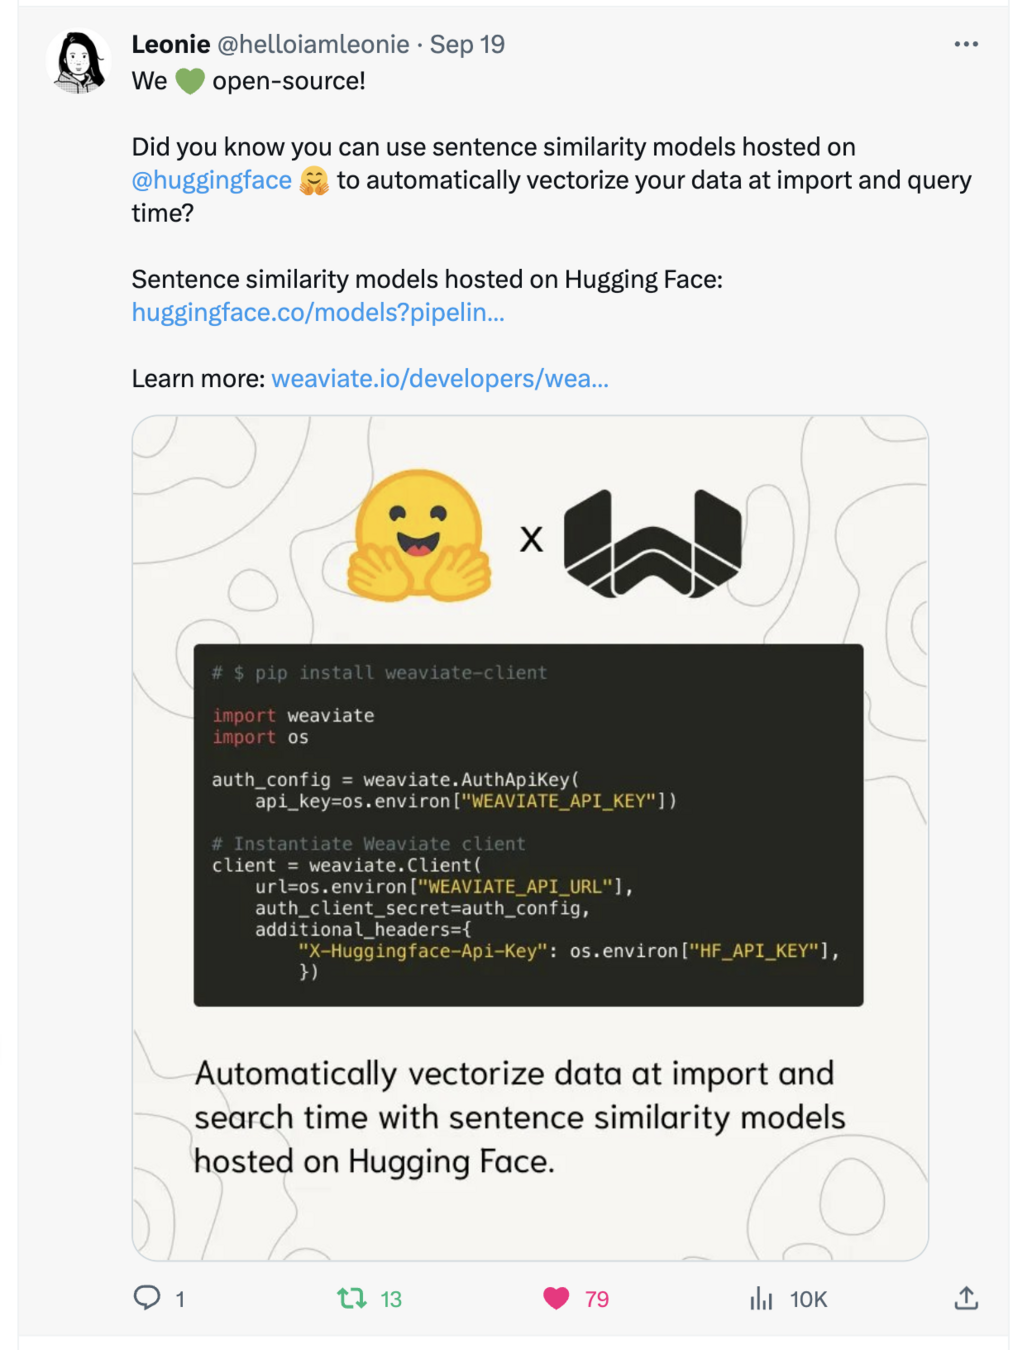 Leonie @helloiamleonie · Sep 19
We 💚 open-source!
Did you know you can use sentence similarity models hosted on
@huggingface 🤗 to automatically vectorize your data at import and query
time?
Sentence similarity models hosted on Hugging Face:
huggingface.co/models?pipelin...
Learn more: weaviate.io/developers/wea...
x
# $ pip install weaviate-client
import weaviate
import os
auth_config = weaviate.AuthApiKey(
    api_key=os.environ["WEAVIATE_API_KEY"])
# Instantiate Weaviate client
client = weaviate.Client(
    url=os.environ["WEAVIATE_API_URL"],
    auth_client_secret=auth_config,
    additional_headers={
        "X-Huggingface-Api-Key": os.environ["HF_API_KEY"],
        })
Automatically vectorize data at import and
search time with sentence similarity models
hosted on Hugging Face.
1 13 79 10K